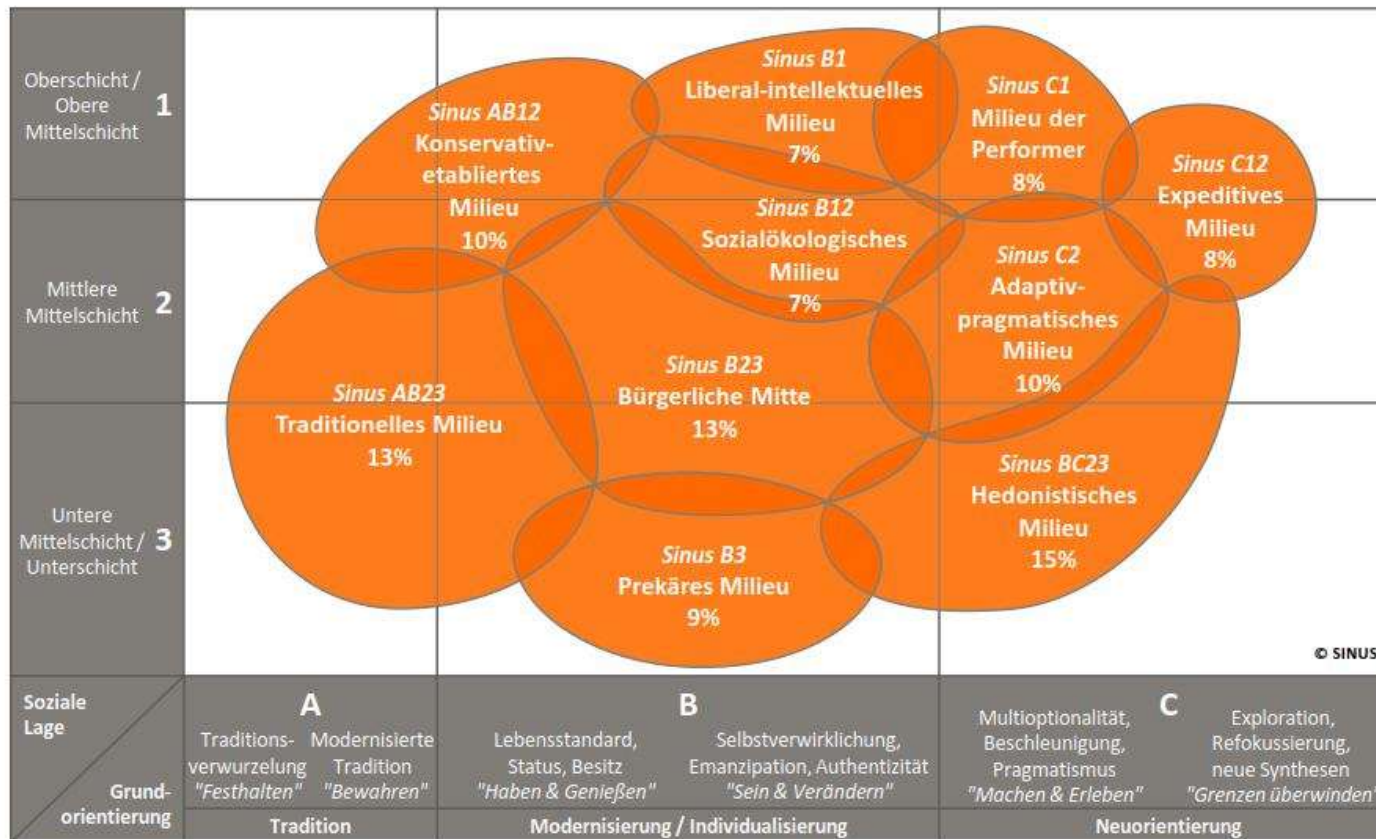 Oberschicht /
Obere
Mittelschicht
1
Mittlere
Mittelschicht
2
Untere
Mittelschicht /
Unterschicht
3
Sinus AB12
Konservativ-
etabliertes
Milieu
10%
Sinus B1
Liberal-intellektuelles
Milieu
7%
Sinus C1
Milieu der
Performer
8%
Sinus C12
Expeditives
Milieu
8%
Sinus B12
Sozialökologisches
Milieu
7%
Sinus C2
Adaptiv-
pragmatisches
Milieu
10%
Sinus AB23
Traditionelles Milieu
13%
Sinus B23
Bürgerliche Mitte
13%
Sinus BC23
Hedonistisches
Milieu
15%
Sinus B3
Prekäres Milieu
9%
© SINUS
Soziale
Lage
Grund-
orientierung
A
Traditions-
verwurzelung
"Festhalten"
Modernisierte
Tradition
"Bewahren"
Tradition
B
Lebensstandard,
Status, Besitz
"Haben & Genießen"
Selbstverwirklichung,
Emanzipation, Authentizität
"Sein & Verändern"
Modernisierung / Individualisierung
C
Multioptionalität,
Beschleunigung,
Pragmatismus
"Machen & Erleben"
Exploration,
Refokussierung,
neue Synthesen
"Grenzen überwinden"
Neuorientierung